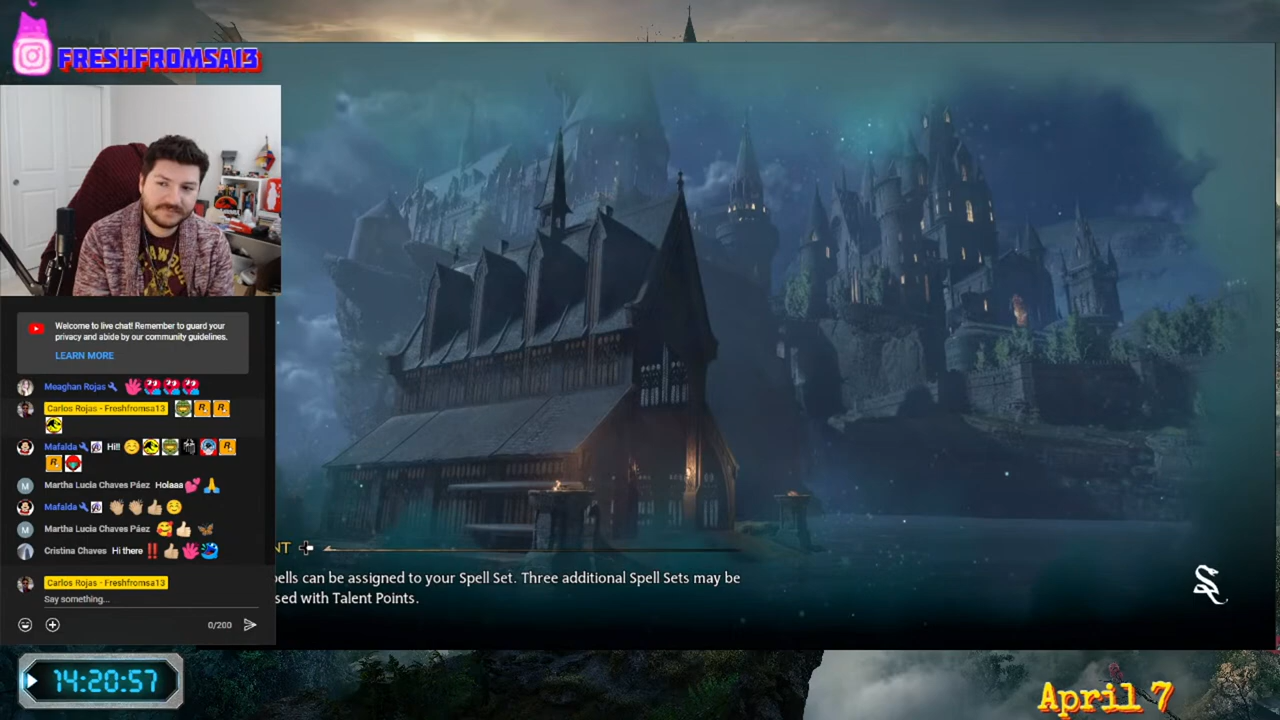 FRESHFROMSA13
Welcome to live chat! Remember to guard your
privacy and abide by our community guidelines.
LEARN MORE
Meaghan Rojas
Carlos Rojas - Freshfromsa13
Mafalda Hi!!
Martha Lucia Chaves Páez Holaaa
Mafalda
Martha Lucia Chaves Páez
Cristina Chaves Hi there
Carlos Rojas - Freshfromsa13
Say something...
0/200
NT
pells can be assigned to your Spell Set. Three additional Spell Sets may be
sed with Talent Points.
14:20:57
April 7